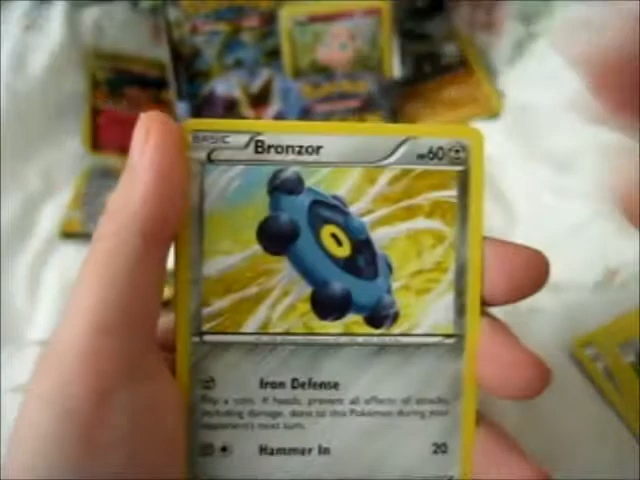 BASIC Bronzor HP60
Iron Defense
Flip a coin. If heads, prevent all effects of attacks,
including damage, done to this Pokémon during your
opponent's next turn.
Hammer In 20